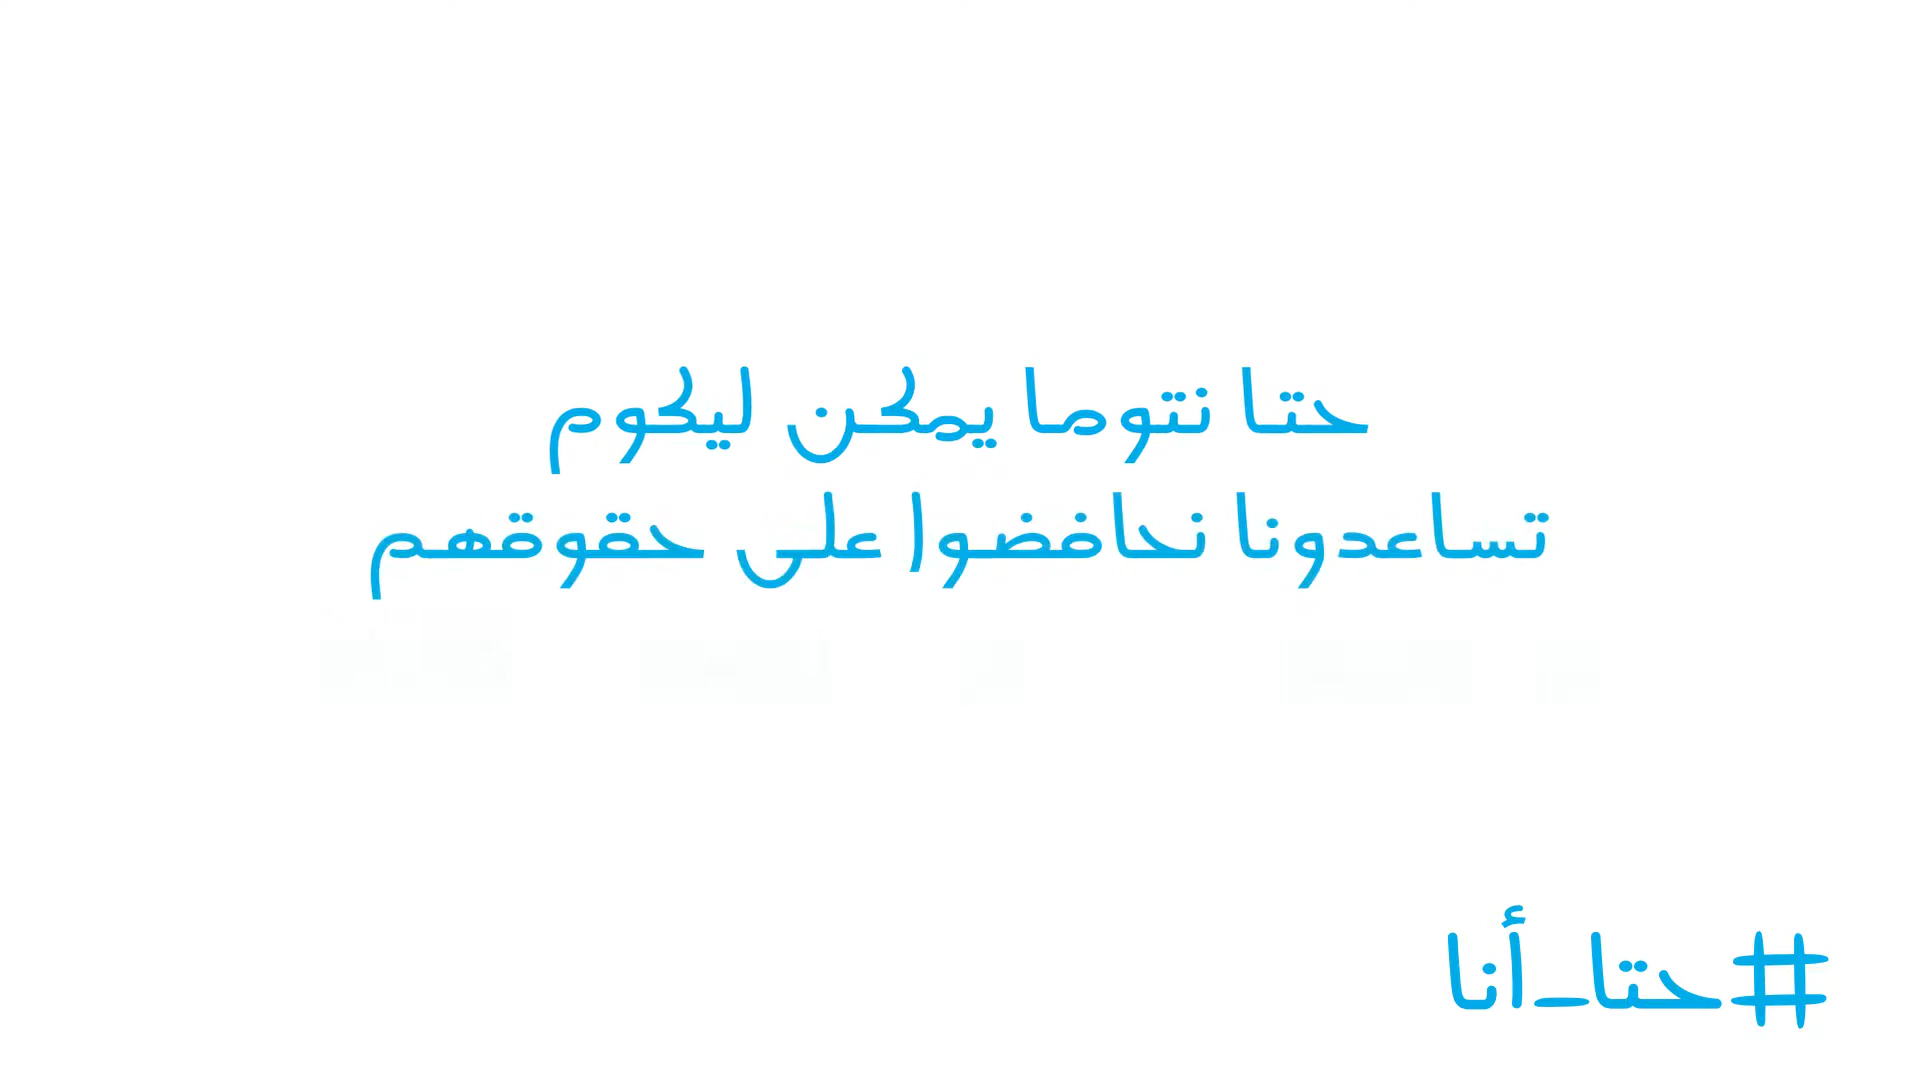 حتا نتوما يمكن ليكوم
تساعدونا نحافضوا على حقوقهم
#حتا_أنا